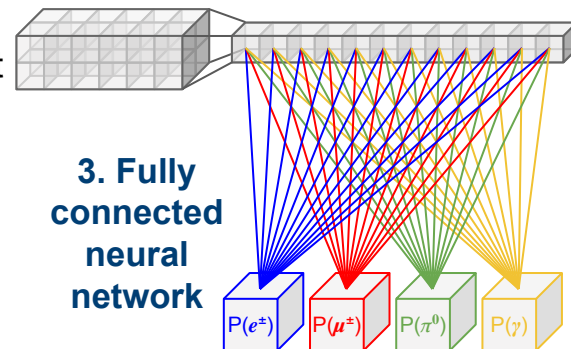 3. Fully
connected
neural
network
P(e±) P(μ±) P(π⁰) P(γ)